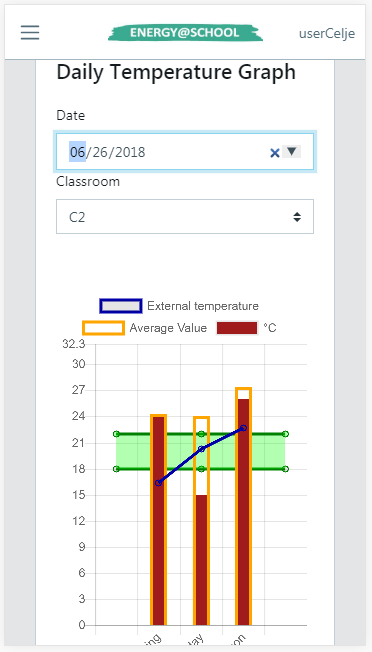 ENERGY@SCHOOL
userCelje
Daily Temperature Graph
Date
06/26/2018
Classroom
C2
External temperature
Average Value
°C
32.3
30
27
24
21
18
15
12
9
6
3
0